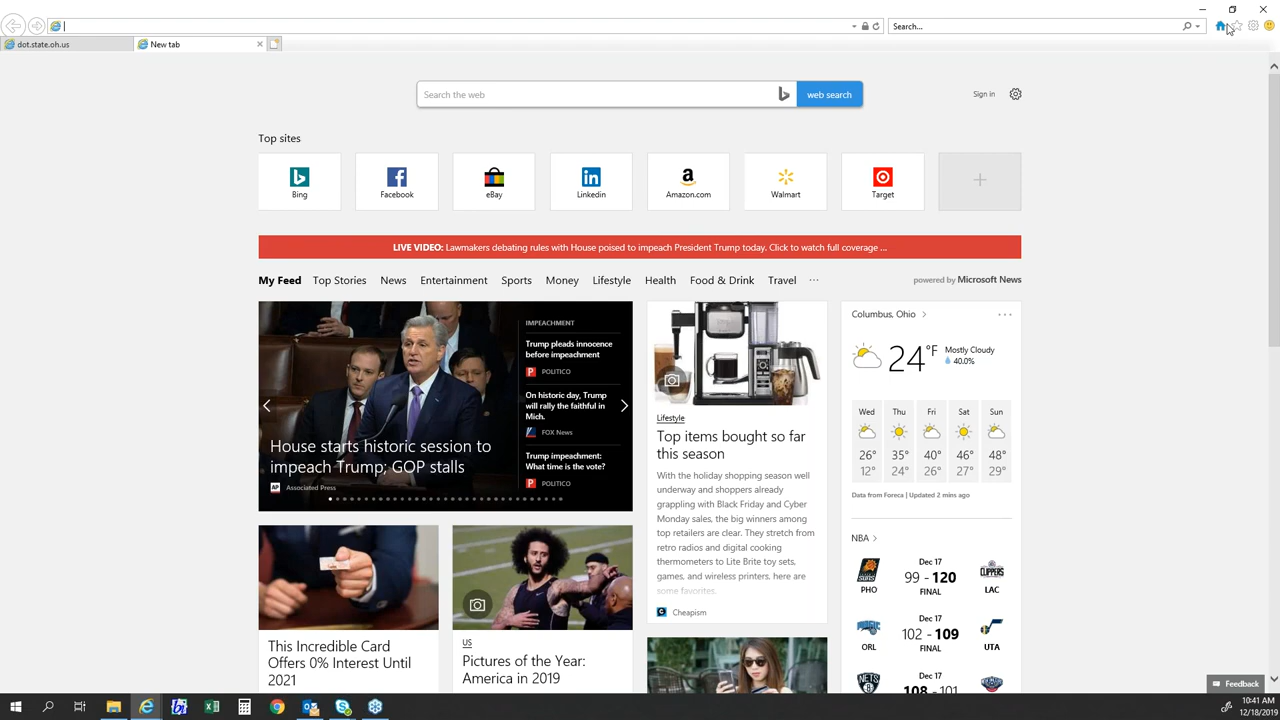 Search...
dot.state.oh.us
New tab
Search the web
web search
Sign in
Top sites
Bing
Facebook
eBay
Linkedin
Amazon.com
Walmart
Target
LIVE VIDEO: Lawmakers debating rules with House poised to impeach President Trump today. Click to watch full coverage ...
My Feed Top Stories News Entertainment Sports Money Lifestyle Health Food & Drink Travel ...
powered by Microsoft News
IMPEACHMENT
Trump pleads innocence
before impeachment
POLITICO
On historic day, Trump
will rally the faithful in
Mich.
FOX News
Trump impeachment:
What time is the vote?
POLITICO
House starts historic session to
impeach Trump; GOP stalls
AP Associated Press
Lifestyle
Top items bought so far
this season
With the holiday shopping season well
underway and shoppers already
grappling with Black Friday and Cyber
Monday sales, the big winners among
top retailers are clear. They stretch from
retro radios and digital cooking
thermometers to Lite Brite toy sets,
games, and wireless printers, here are
some favorites.
Cheapism
Columbus, Ohio
24°F
Mostly Cloudy
40.0%
Wed Thu Fri Sat Sun
26° 35° 40° 46° 48°
12° 24° 26° 27° 29°
Data from Foreca | Updated 2 mins ago
NBA
Dec 17
99 - 120
FINAL
PHO LAC
Dec 17
102 - 109
FINAL
ORL UTA
Dec 17
108 - 101
This Incredible Card
Offers 0% Interest Until
2021
US
Pictures of the Year:
America in 2019
Feedback
10:41 AM
12/18/2019